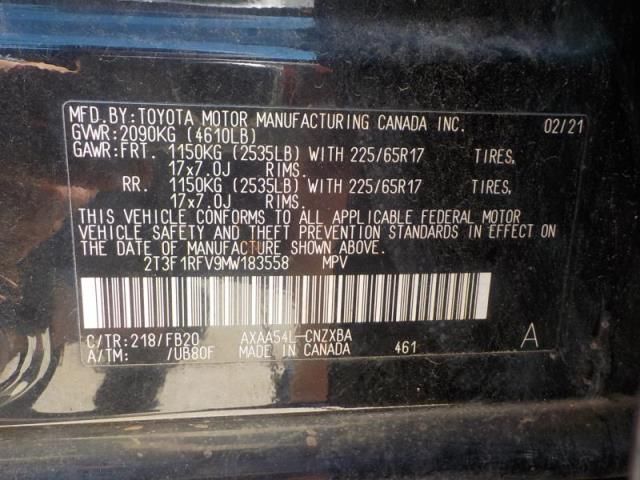 MFD.BY:TOYOTA MOTOR MANUFACTURING CANADA INC. 02/21
GVWR:2090KG (4610LB)
GAWR:FRT. 1150KG (2535LB) WITH 225/65R17 TIRES,
17x7.0J RIMS.
RR. 1150KG (2535LB) WITH 225/65R17 TIRES,
17x7.0J RIMS.
THIS VEHICLE CONFORMS TO ALL APPLICABLE FEDERAL MOTOR
VEHICLE SAFETY AND THEFT PREVENTION STANDARDS IN EFFECT ON
THE DATE OF MANUFACTURE SHOWN ABOVE.
2T3F1RFV9MW183558 MPV
C/TR:218/FB20 AXAA54L-CNZXBA A
A/TM: /UB80F MADE IN CANADA 461